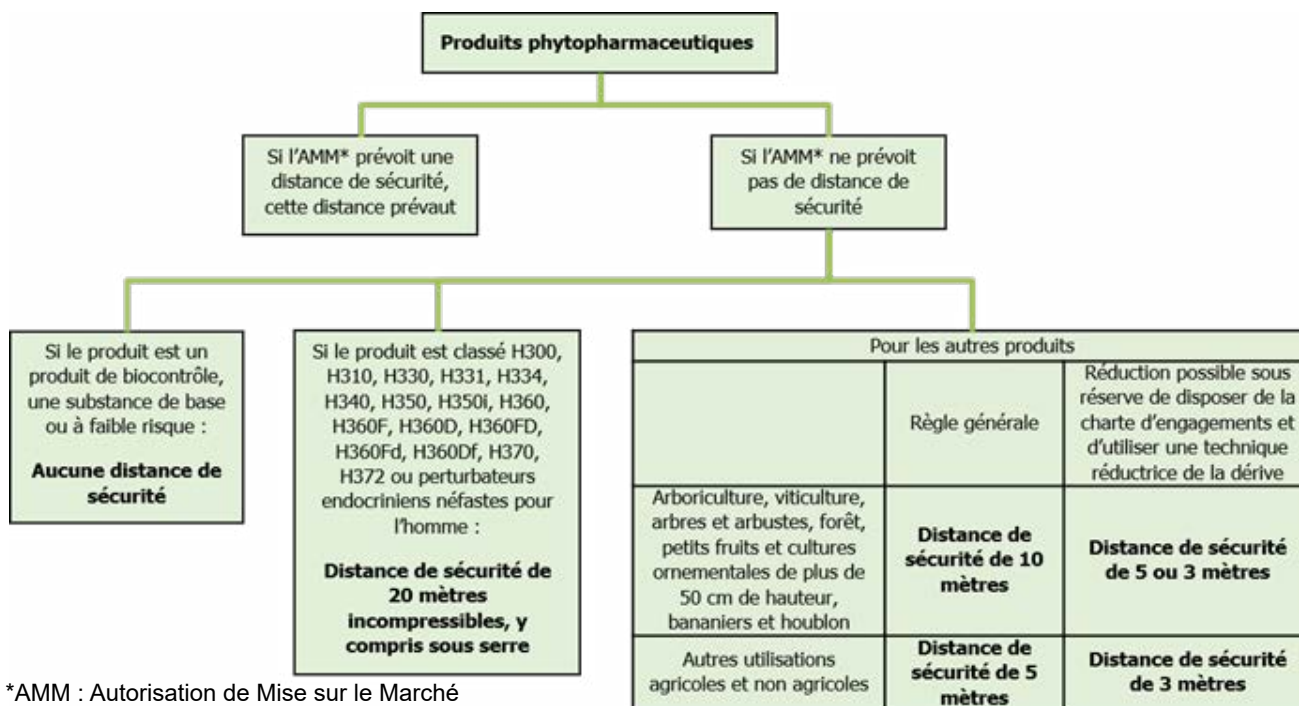 Produits phytopharmaceutiques
Si l'AMM* prévoit une
distance de sécurité,
cette distance prévaut
Si l'AMM* ne prévoit
pas de distance de
sécurité
Si le produit est un
produit de biocontrôle,
une substance de base
ou à faible risque :
Aucune distance de
sécurité
Si le produit est classé H300,
H310, H330, H331, H334,
H340, H350, H350i, H360,
H360F, H360D, H360FD,
H360Fd, H360Df, H370,
H372 ou perturbateurs
endocriniens néfastes pour
l'homme :
Distance de sécurité de
20 mètres
incompressibles, y
compris sous serre
Pour les autres produits
Règle générale
Réduction possible sous
réserve de disposer de la
charte d'engagements et
d'utiliser une technique
réductrice de la dérive
Arboriculture, viticulture,
arbres et arbustes, forêt,
petits fruits et cultures
ornementales de plus de
50 cm de hauteur,
bananiers et houblon
Distance de
sécurité de 10
mètres
Distance de sécurité
de 5 ou 3 mètres
Autres utilisations
agricoles et non agricoles
Distance de
sécurité de 5
mètres
Distance de sécurité
de 3 mètres
*AMM : Autorisation de Mise sur le Marché